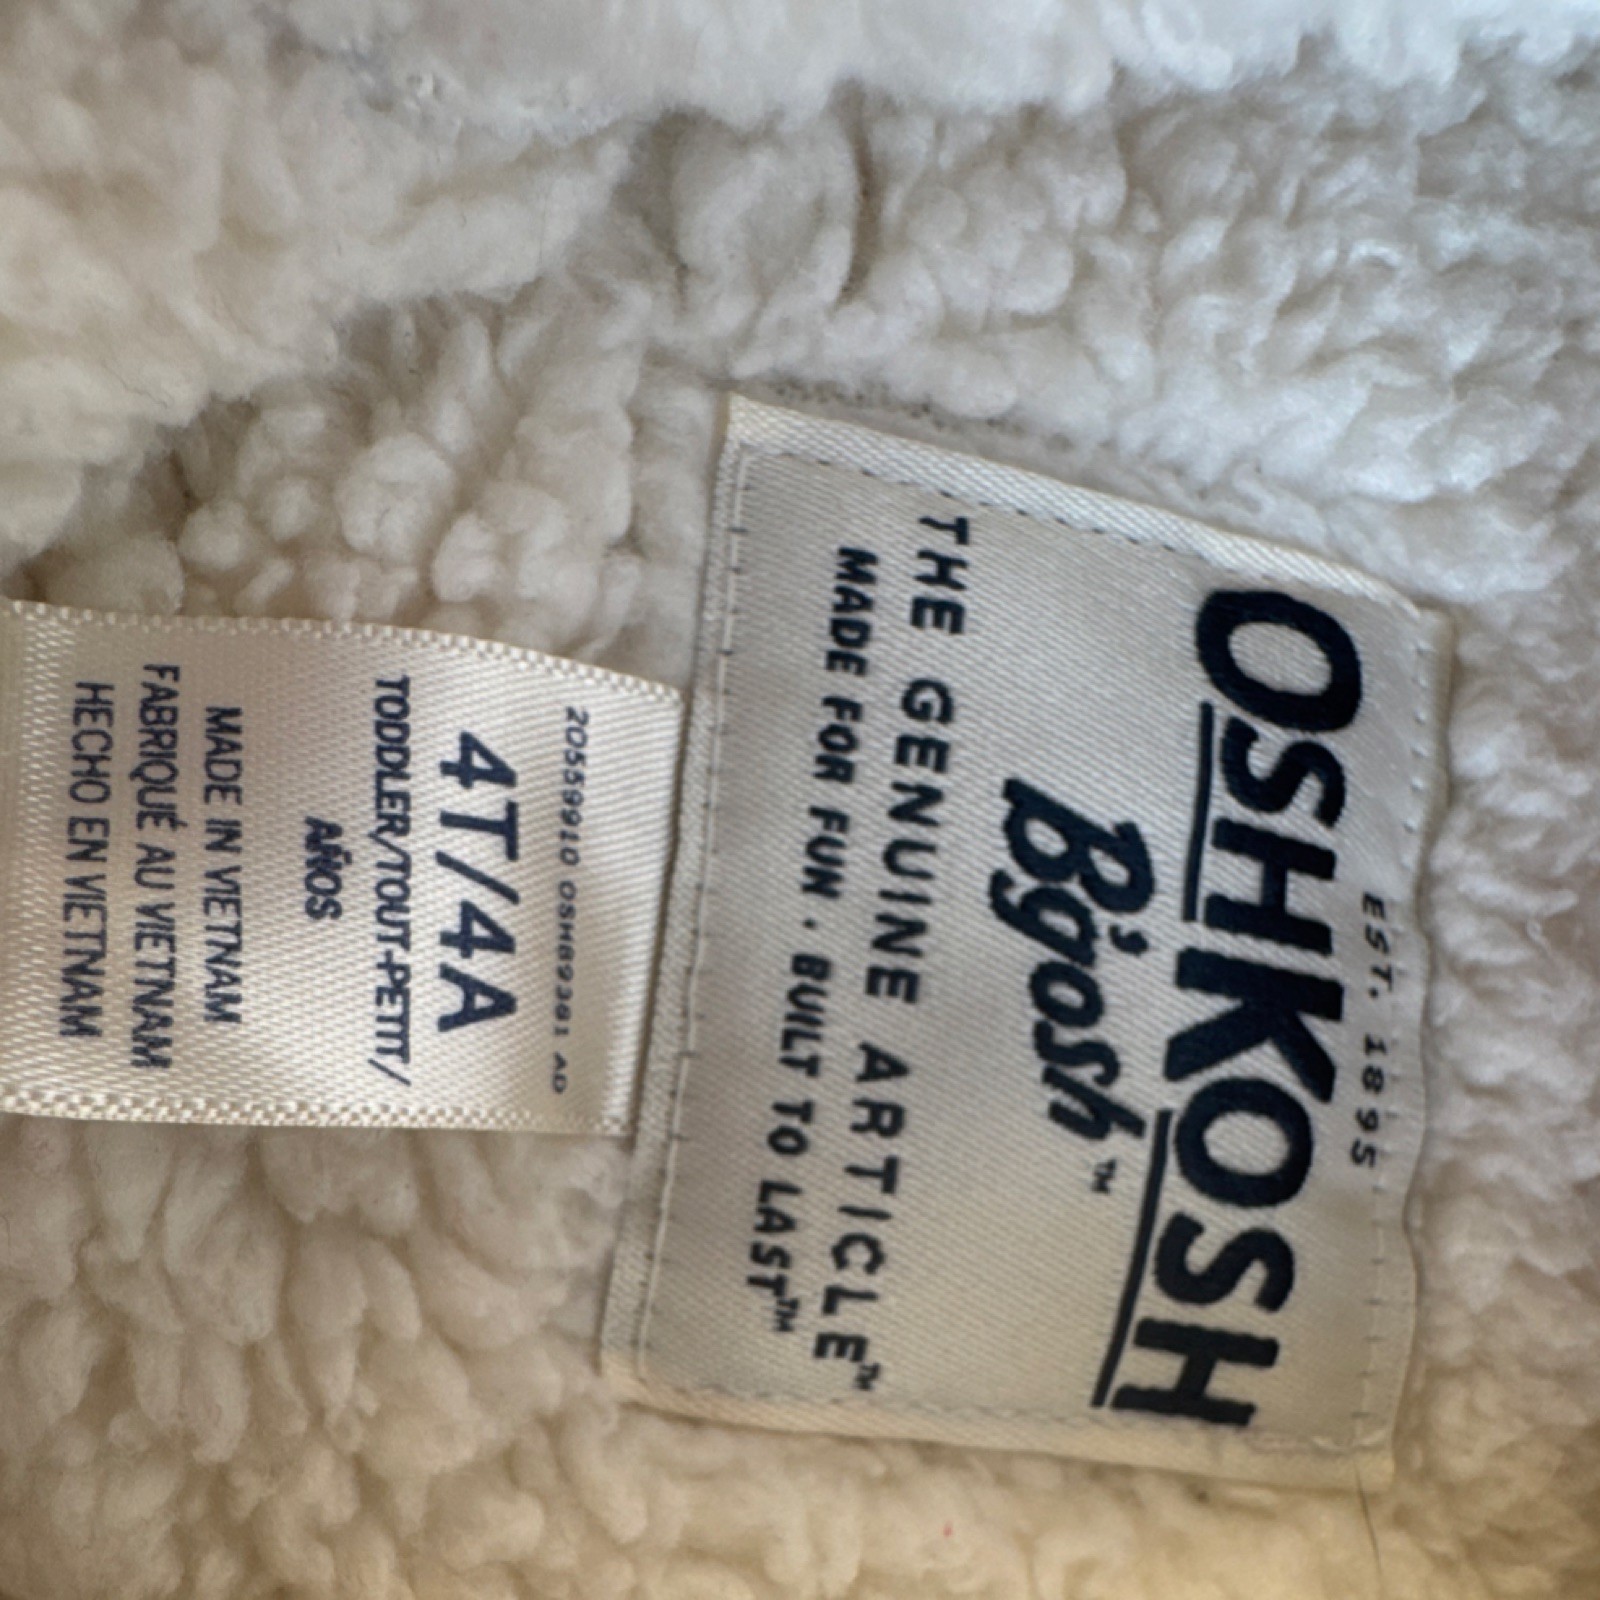 EST. 1895
OSHKOSH
B'gosh™
THE GENUINE ARTICLE™
MADE FOR FUN · BUILT TO LAST™
20559910 OSH892381 AD
4T/4A
TODDLER/TOUT-PETIT/
AÑOS
MADE IN VIETNAM
FABRIQUÉ AU VIETNAM
HECHO EN VIETNAM